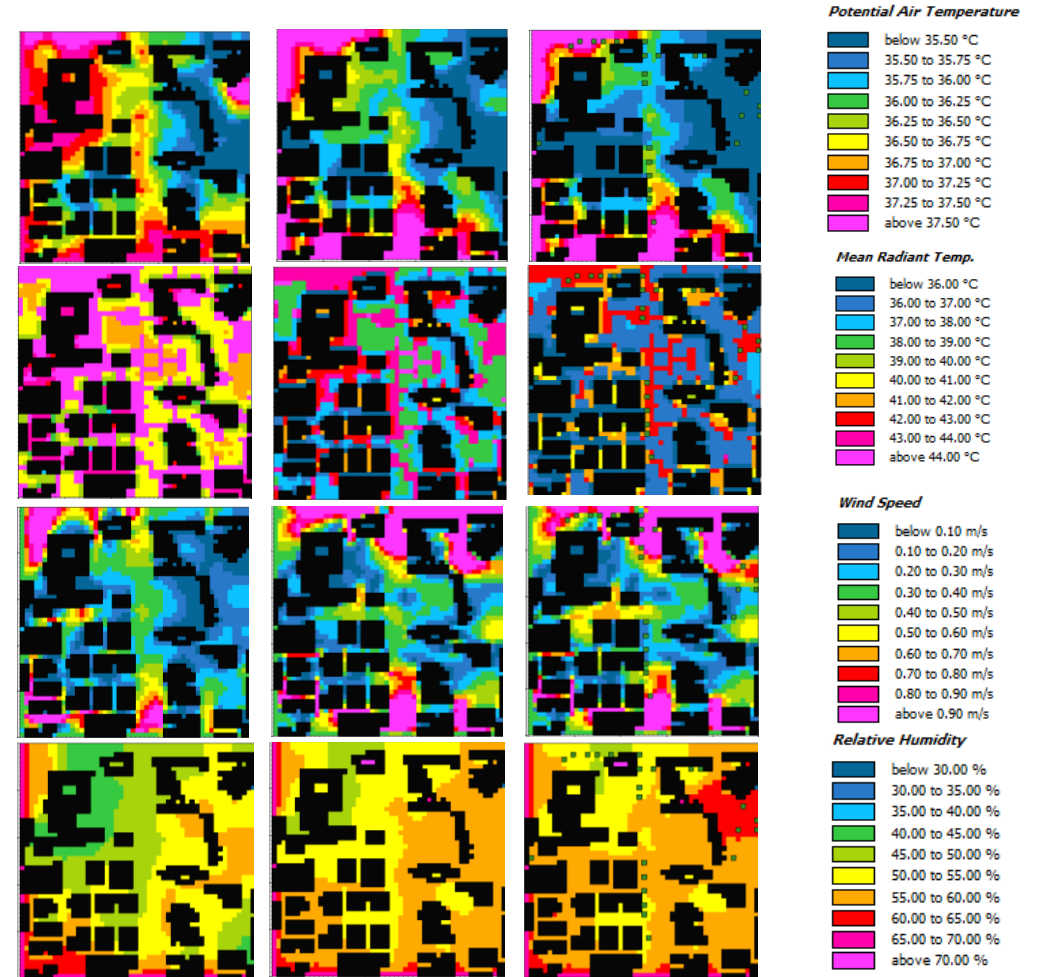 Potential Air Temperature
below 35.50 °C
35.50 to 35.75 °C
35.75 to 36.00 °C
36.00 to 36.25 °C
36.25 to 36.50 °C
36.50 to 36.75 °C
36.75 to 37.00 °C
37.00 to 37.25 °C
37.25 to 37.50 °C
above 37.50 °C
Mean Radiant Temp.
below 36.00 °C
36.00 to 37.00 °C
37.00 to 38.00 °C
38.00 to 39.00 °C
39.00 to 40.00 °C
40.00 to 41.00 °C
41.00 to 42.00 °C
42.00 to 43.00 °C
43.00 to 44.00 °C
above 44.00 °C
Wind Speed
below 0.10 m/s
0.10 to 0.20 m/s
0.20 to 0.30 m/s
0.30 to 0.40 m/s
0.40 to 0.50 m/s
0.50 to 0.60 m/s
0.60 to 0.70 m/s
0.70 to 0.80 m/s
0.80 to 0.90 m/s
above 0.90 m/s
Relative Humidity
below 30.00 %
30.00 to 35.00 %
35.00 to 40.00 %
40.00 to 45.00 %
45.00 to 50.00 %
50.00 to 55.00 %
55.00 to 60.00 %
60.00 to 65.00 %
65.00 to 70.00 %
above 70.00 %